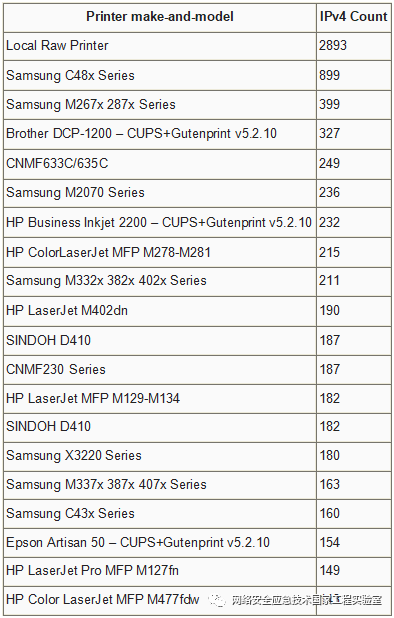 Printer make-and-model IPv4 Count
Local Raw Printer 2893
Samsung C48x Series 899
Samsung M267x 287x Series 399
Brother DCP-1200 – CUPS+Gutenprint v5.2.10 327
CNMF633C/635C 249
Samsung M2070 Series 236
HP Business Inkjet 2200 – CUPS+Gutenprint v5.2.10 232
HP ColorLaserJet MFP M278-M281 215
Samsung M332x 382x 402x Series 211
HP LaserJet M402dn 190
SINDOH D410 187
CNMF230 Series 187
HP LaserJet MFP M129-M134 182
SINDOH D410 182
Samsung X3220 Series 180
Samsung M337x 387x 407x Series 163
Samsung C43x Series 160
Epson Artisan 50 – CUPS+Gutenprint v5.2.10 154
HP LaserJet Pro MFP M127fn 149
HP Color LaserJet MFP M477fdw
网络安全应急技术国家工程实验室